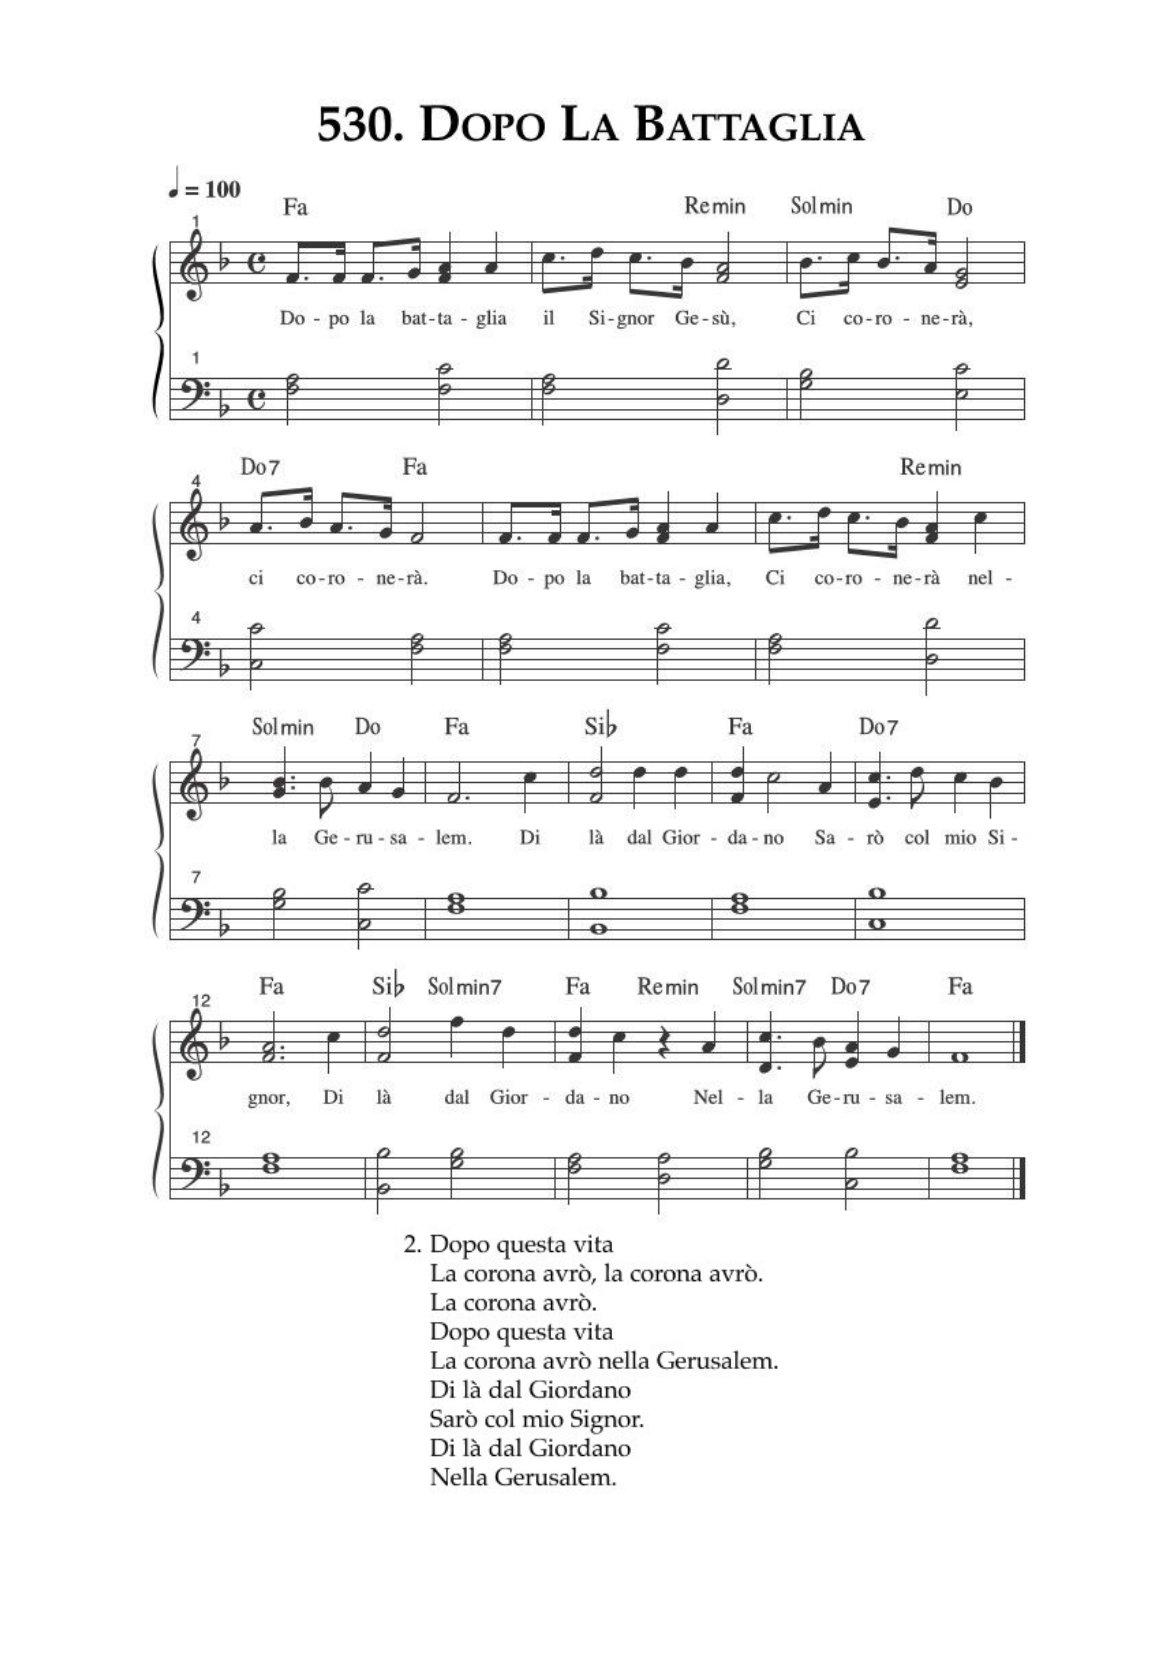 530. Dopo La Battaglia
♩ = 100
Fa Remin Solmin Do
1
Do - po la bat - ta - glia il Si - gnor Ge - sù, Ci co - ro - ne - rà,
1
Do7 Fa Remin
4
ci co - ro - ne - rà. Do - po la bat - ta - glia, Ci co - ro - ne - rà nel -
4
Solmin Do Fa Si♭ Fa Do7
7
la Ge - ru - sa - lem. Di là dal Gior - da - no Sa - rò col mio Si -
7
Fa Si♭ Solmin7 Fa Remin Solmin7 Do7 Fa
12
gnor, Di là dal Gior - da - no Nel - la Ge - ru - sa - lem.
12
2. Dopo questa vita
La corona avrò, la corona avrò.
La corona avrò.
Dopo questa vita
La corona avrò nella Gerusalem.
Di là dal Giordano
Sarò col mio Signor.
Di là dal Giordano
Nella Gerusalem.